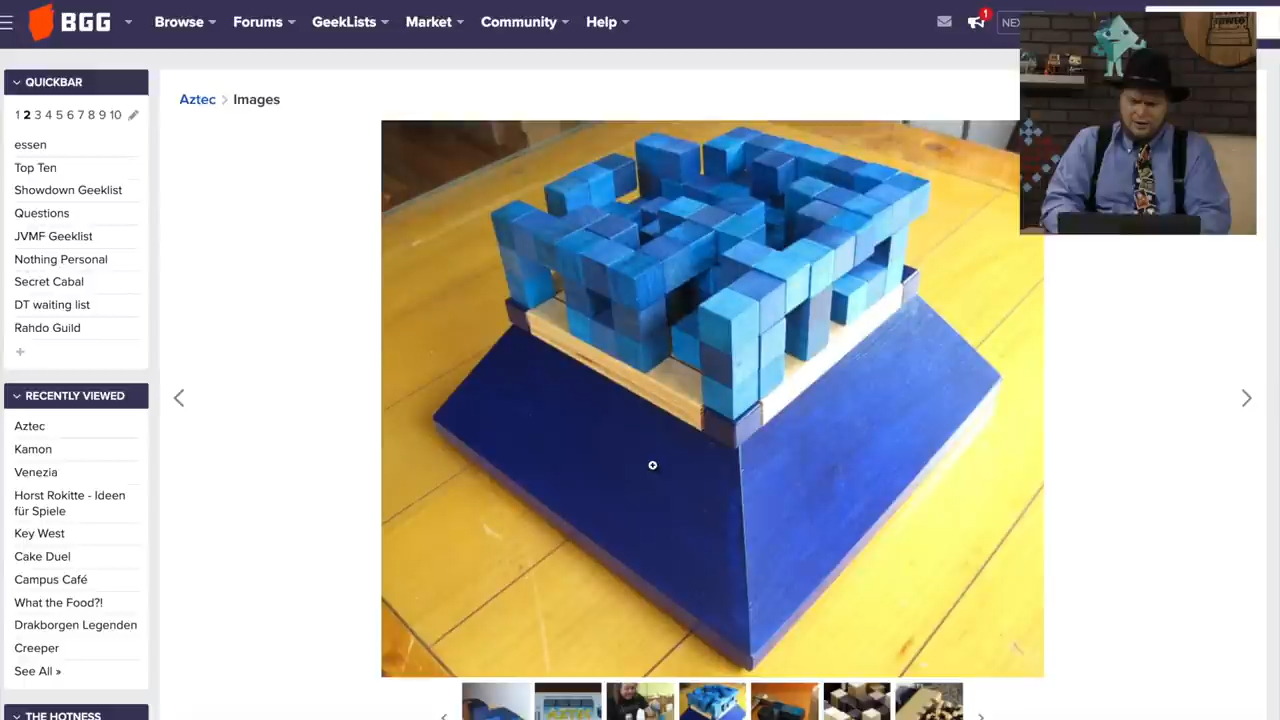 BGG Browse Forums GeekLists Market Community Help 1 NEX
QUICKBAR
1 2 3 4 5 6 7 8 9 10
essen
Top Ten
Showdown Geeklist
Questions
JVMF Geeklist
Nothing Personal
Secret Cabal
DT waiting list
Rahdo Guild
RECENTLY VIEWED
Aztec
Kamon
Venezia
Horst Rokitte - Ideen
für Spiele
Key West
Cake Duel
Campus Café
What the Food?!
Drakborgen Legenden
Creeper
See All »
THE HOTNESS
Aztec > Images